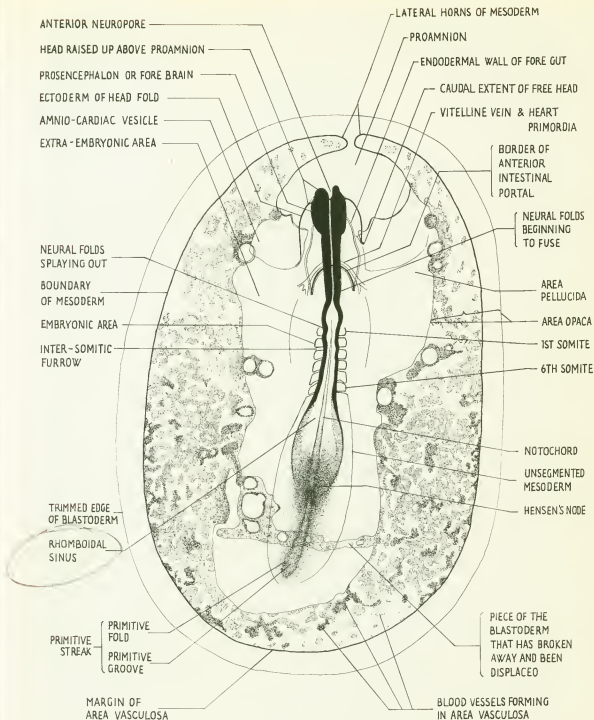 ANTERIOR NEUROPORE
HEAD RAISED UP ABOVE PROAMNION
PROSENCEPHALON OR FORE BRAIN
ECTODERM OF HEAD FOLD
AMNIO-CARDIAC VESICLE
EXTRA-EMBRYONIC AREA
NEURAL FOLDS
SPLAYING OUT
BOUNDARY
OF MESODERM
EMBRYONIC AREA
INTER-SOMITIC
FURROW
TRIMMED EDGE
OF BLASTODERM
RHOMBOIDAL
SINUS
PRIMITIVE
STREAK
PRIMITIVE
FOLD
PRIMITIVE
GROOVE
MARGIN OF
AREA VASCULOSA
LATERAL HORNS OF MESODERM
PROAMNION
ENDODERMAL WALL OF FORE GUT
CAUDAL EXTENT OF FREE HEAD
VITELLINE VEIN & HEART
PRIMORDIA
BORDER OF
ANTERIOR
INTESTINAL
PORTAL
NEURAL FOLDS
BEGINNING
TO FUSE
AREA
PELLUCIDA
AREA OPACA
1ST SOMITE
6TH SOMITE
NOTOCHORD
UNSEGMENTED
MESODERM
HENSEN'S NODE
PIECE OF THE
BLASTODERM
THAT HAS BROKEN
AWAY AND BEEN
DISPLACED
BLOOD VESSELS FORMING
IN AREA VASCULOSA